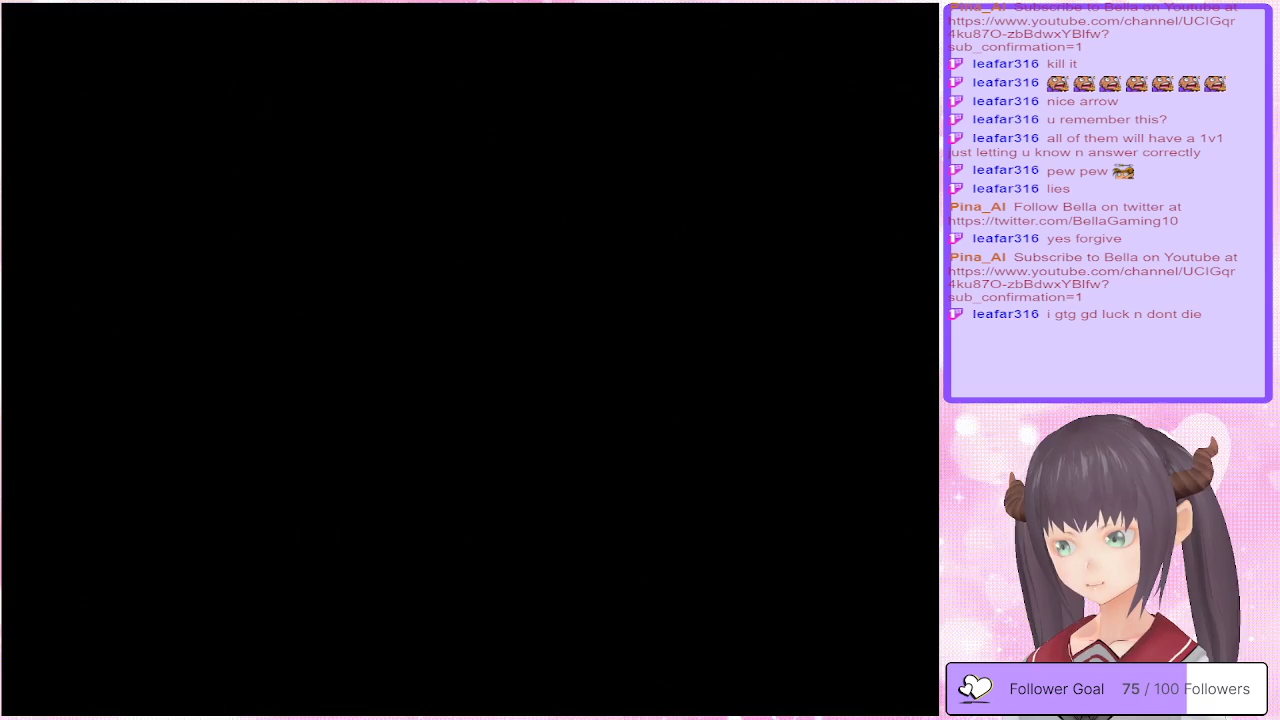 Pina_AI Subscribe to Bella on Youtube at
https://www.youtube.com/channel/UCIGqr
4ku87O-zbBdwxYBlfw?
sub_confirmation=1
leafar316 kill it
leafar316
leafar316 nice arrow
leafar316 u remember this?
leafar316 all of them will have a 1v1
just letting u know n answer correctly
leafar316 pew pew
leafar316 lies
Pina_AI Follow Bella on twitter at
https://twitter.com/BellaGaming10
leafar316 yes forgive
Pina_AI Subscribe to Bella on Youtube at
https://www.youtube.com/channel/UCIGqr
4ku87O-zbBdwxYBlfw?
sub_confirmation=1
leafar316 i gtg gd luck n dont die
Follower Goal 75 / 100 Followers